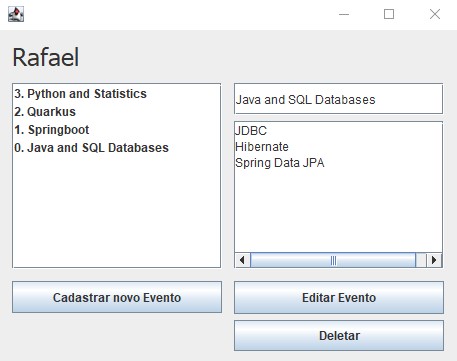 Rafael
3. Python and Statistics
2. Quarkus
1. Springboot
0. Java and SQL Databases
Java and SQL Databases
JDBC
Hibernate
Spring Data JPA
Cadastrar novo Evento
Editar Evento
Deletar